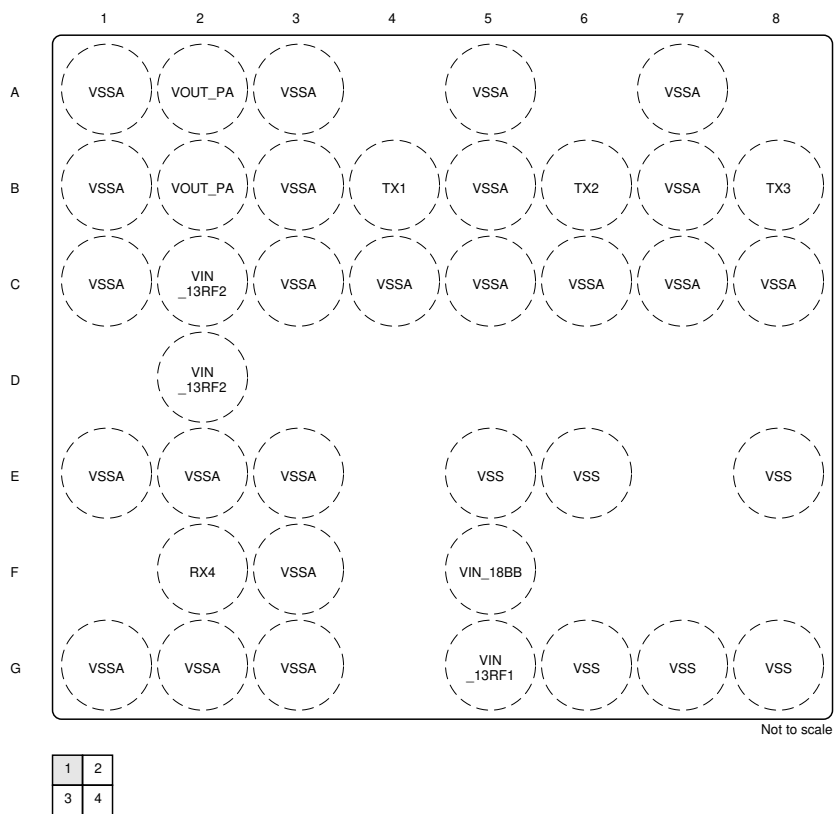 1 2 3 4 5 6 7 8
A VSSA VOUT_PA VSSA VSSA VSSA
B VSSA VOUT_PA VSSA TX1 VSSA TX2 VSSA TX3
C VSSA VIN
_13RF2 VSSA VSSA VSSA VSSA VSSA VSSA
D VIN
_13RF2
E VSSA VSSA VSSA VSS VSS VSS
F RX4 VSSA VIN_18BB
G VSSA VSSA VSSA VIN
_13RF1 VSS VSS VSS
Not to scale
1 2
3 4